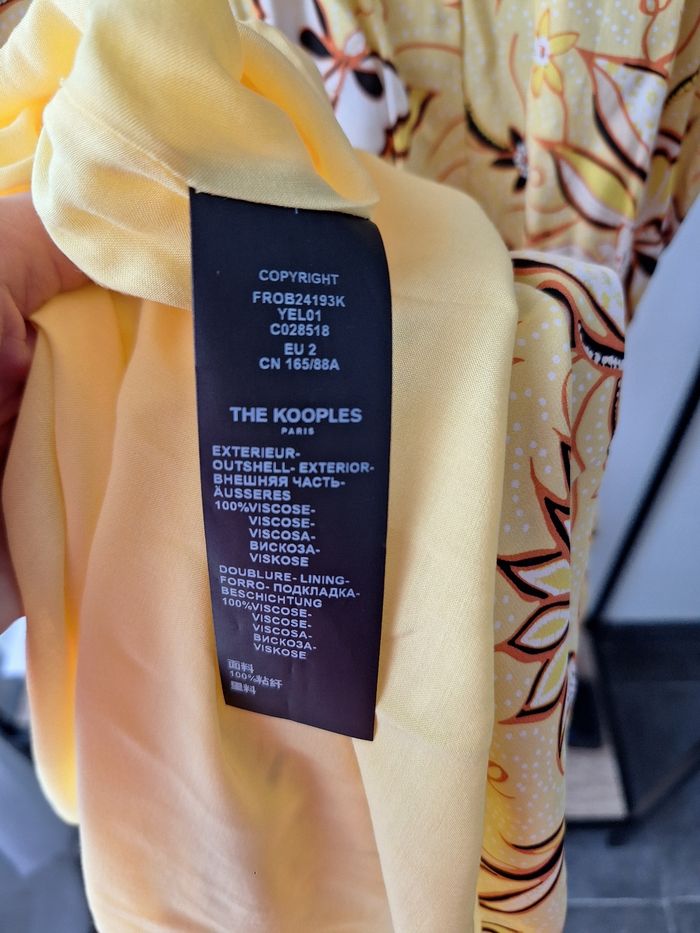 COPYRIGHT
FROB24193K
YEL01
C028518
EU 2
CN 165/88A
THE KOOPLES
PARIS
EXTERIEUR-
OUTSHELL- EXTERIOR-
ВНЕШНЯЯ ЧАСТЬ-
ÄUSSERES
100%VISCOSE-
VISCOSE-
VISCOSA-
ВИСКОЗА-
VISKOSE
DOUBLURE- LINING-
FORRO- ПОДКЛАДКА-
BESCHICHTUNG
100%VISCOSE-
VISCOSE-
VISCOSA-
ВИСКОЗА-
VISKOSE
面料
100%粘纤
里料